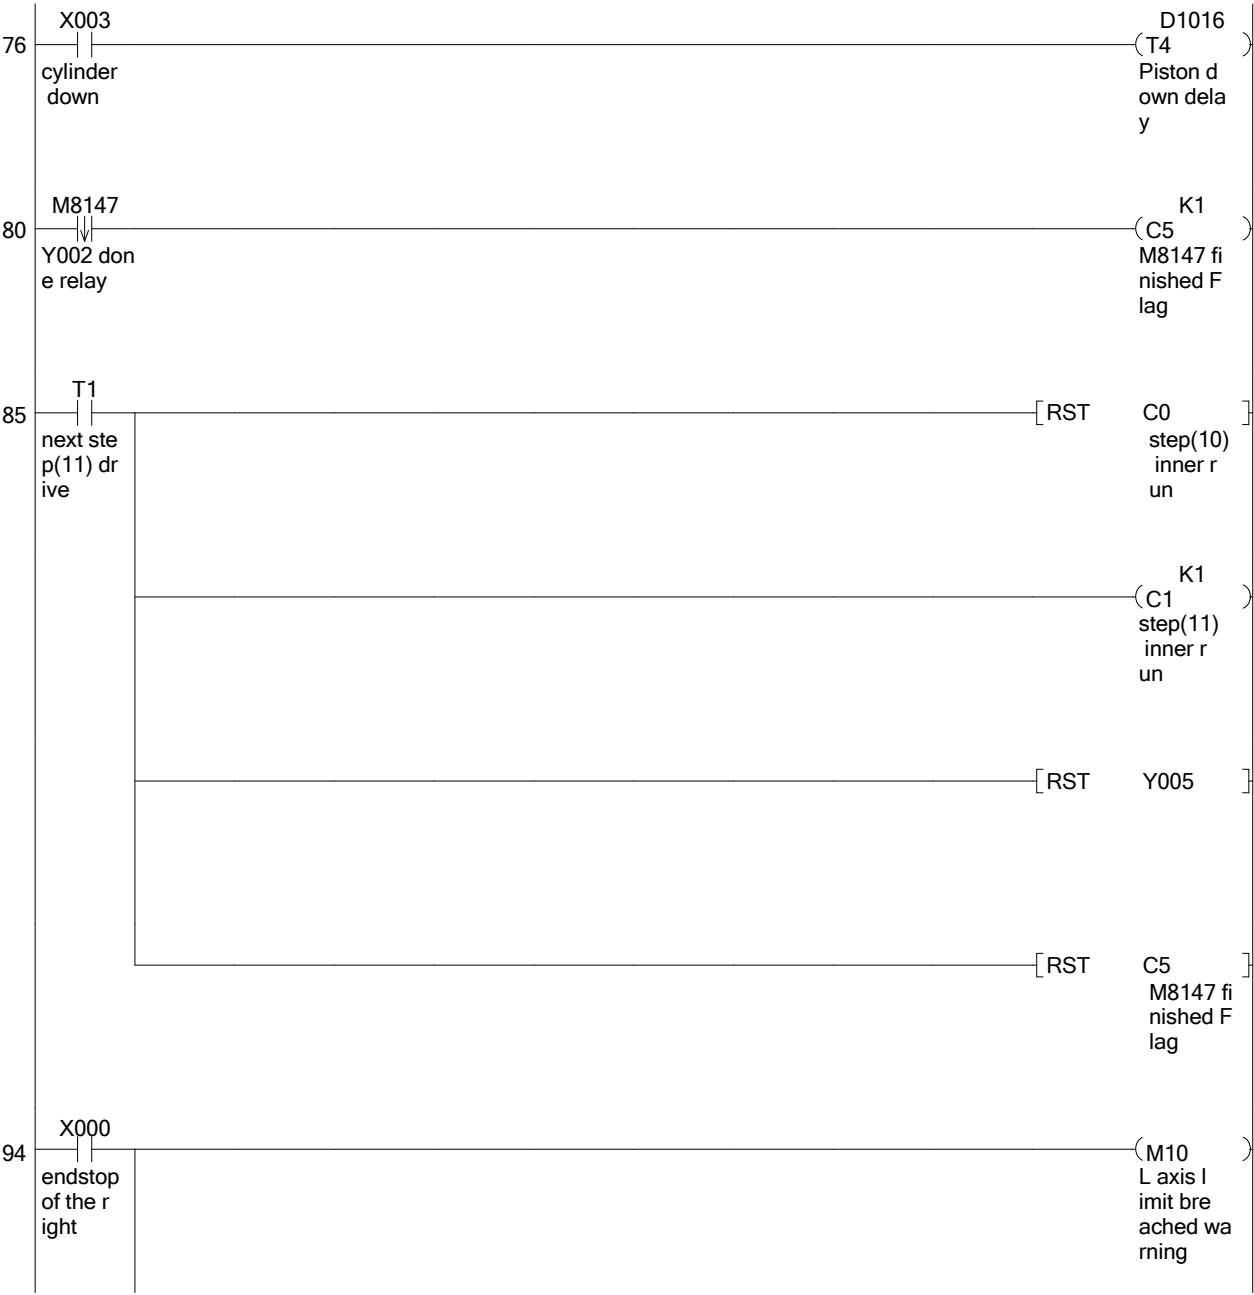 X003
D1016
76
T4
cylinder
down
Piston d
own dela
y
M8147
K1
80
C5
Y002 don
e relay
M8147 fi
nished F
lag
T1
85
RST C0
next ste
p(11) dr
ive
step(10)
inner r
un
K1
C1
step(11)
inner r
un
RST Y005
RST C5
M8147 fi
nished F
lag
X000
94
M10
endstop
of the r
ight
L axis l
imit bre
ached wa
rning